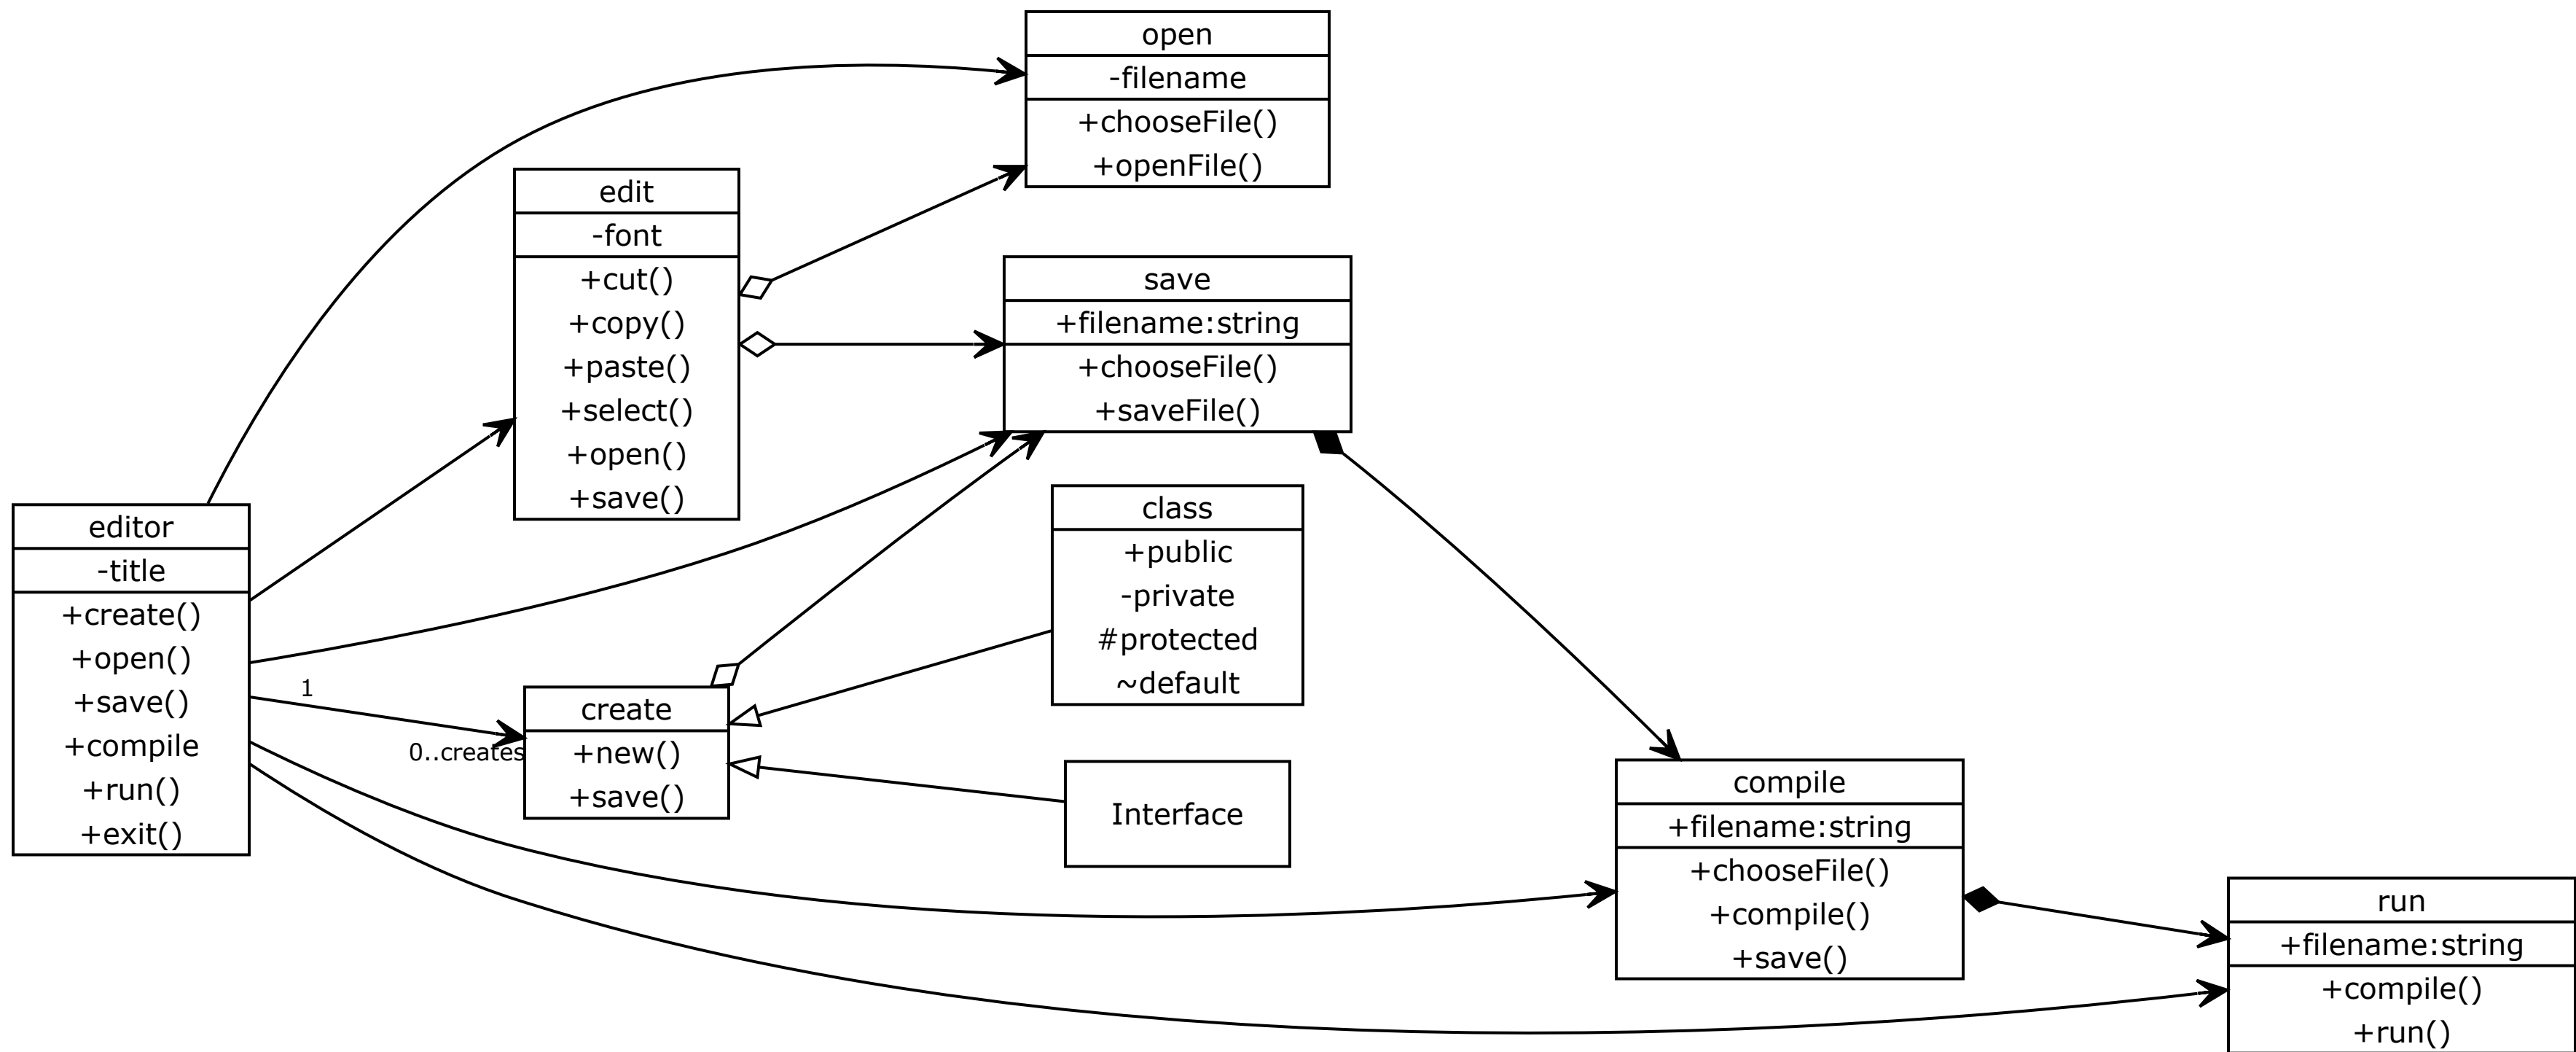 open
-filename
+chooseFile()
+openFile()
edit
-font
+cut()
+copy()
+paste()
+select()
+open()
+save()
save
+filename:string
+chooseFile()
+saveFile()
editor
-title
+create()
+open()
+save()
+compile
+run()
+exit()
class
+public
-private
#protected
~default
1
0..creates
create
+new()
+save()
Interface
compile
+filename:string
+chooseFile()
+compile()
+save()
run
+filename:string
+compile()
+run()